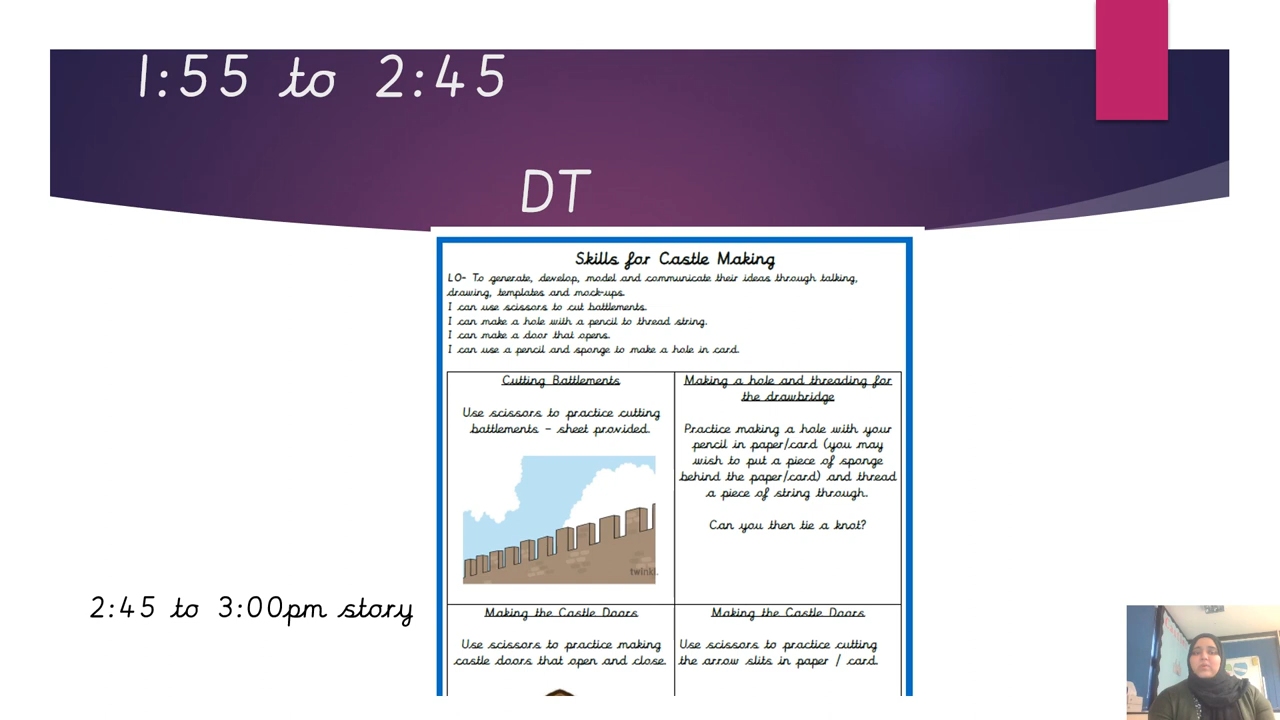 1:55 to 2:45
DT
Skills for Castle Making
LO- To generate, develop, model and communicate their ideas through talking,
drawing, templates and mock-ups.
I can use scissors to cut battlements.
I can make a hole with a pencil to thread string.
I can make a door that opens.
I can use a pencil and sponge to make a hole in card.
Cutting Battlements
Use scissors to practice cutting
battlements - sheet provided.
twinkl
Making a hole and threading for
the drawbridge
Practice making a hole with your
pencil in paper/card (you may
wish to put a piece of sponge
behind the paper/card) and thread
a piece of string through.
Can you then tie a knot?
Making the Castle Doors
Use scissors to practice making
castle doors that open and close.
Making the Castle Doors
Use scissors to practice cutting
the arrow slits in paper / card.
2:45 to 3:00pm story